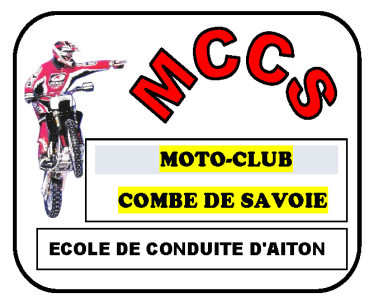 MCCS
MOTO-CLUB
COMBE DE SAVOIE
ECOLE DE CONDUITE D'AITON